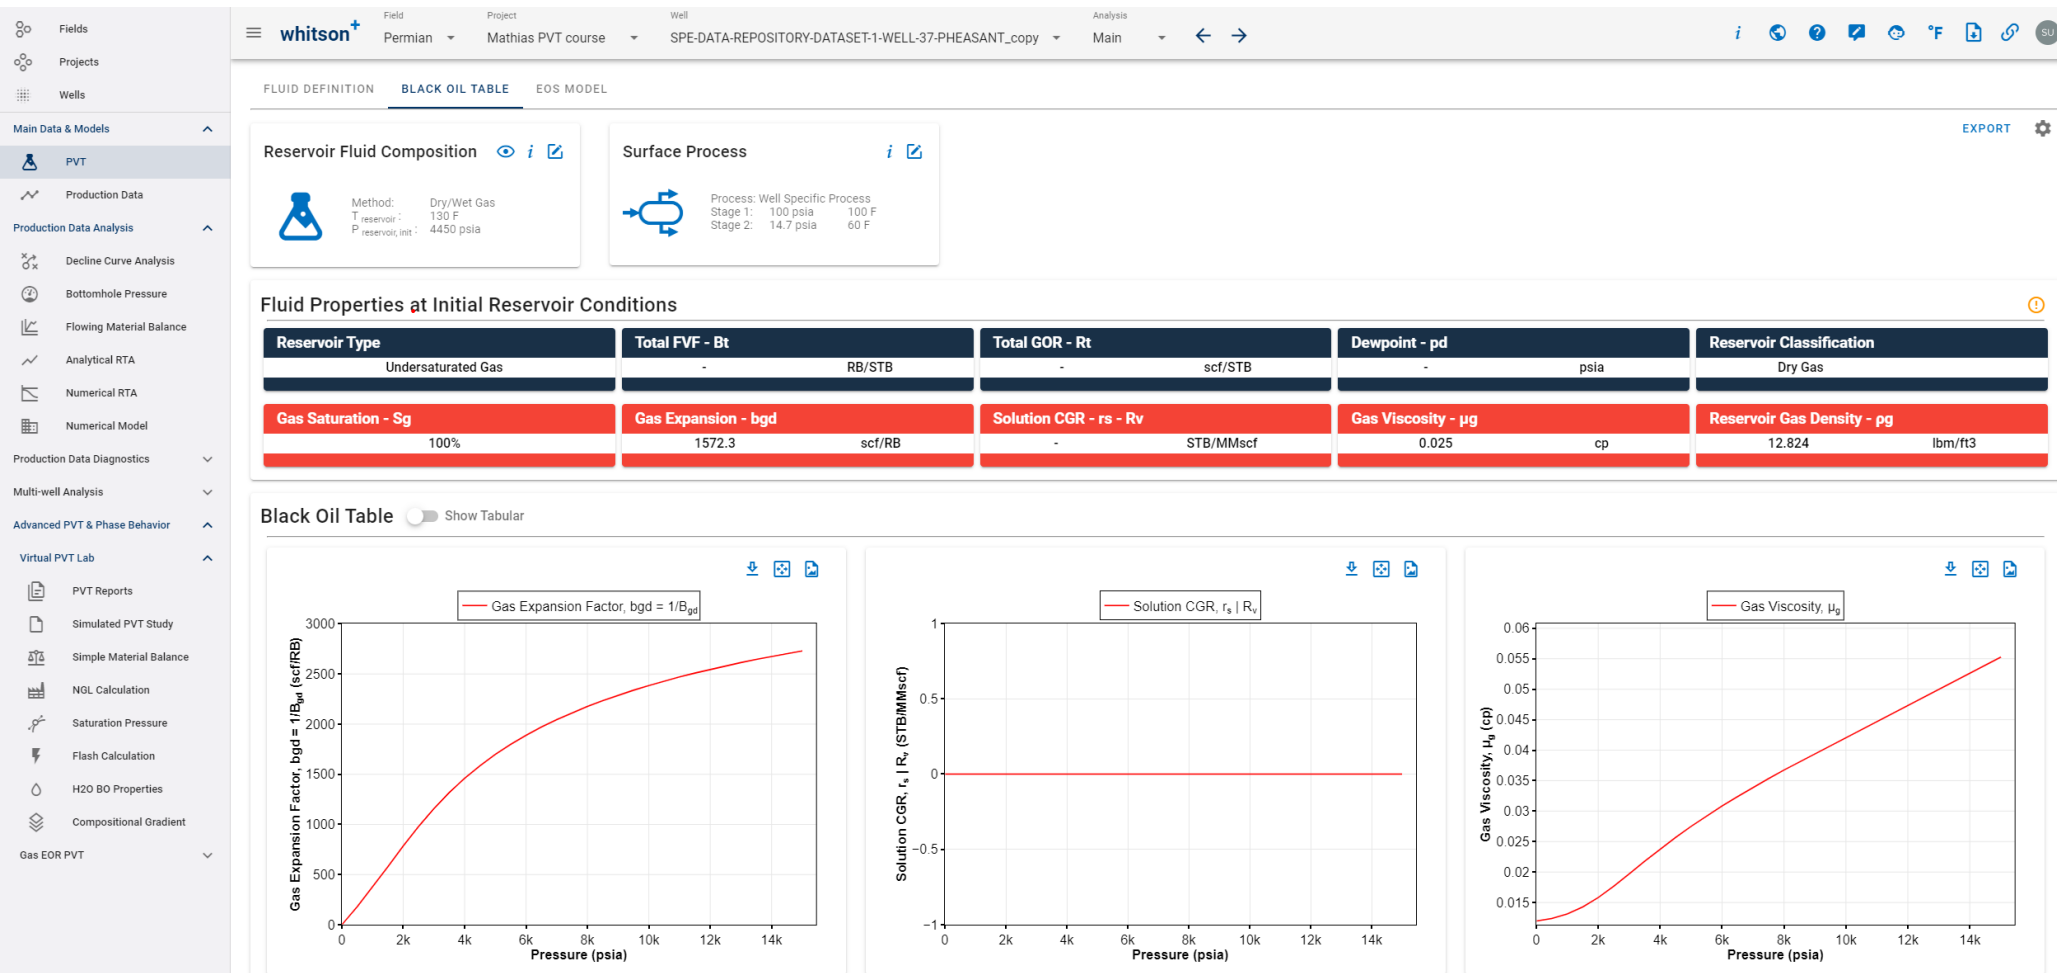 Fields
Projects
Wells
Main Data & Models
PVT
Production Data
Production Data Analysis
Decline Curve Analysis
Bottomhole Pressure
Flowing Material Balance
Analytical RTA
Numerical RTA
Numerical Model
Production Data Diagnostics
Multi-well Analysis
Advanced PVT & Phase Behavior
Virtual PVT Lab
PVT Reports
Simulated PVT Study
Simple Material Balance
NGL Calculation
Saturation Pressure
Flash Calculation
H2O BO Properties
Compositional Gradient
Gas EOR PVT
whitson+
Field
Permian
Project
Mathias PVT course
Well
SPE-DATA-REPOSITORY-DATASET-1-WELL-37-PHEASANT_copy
Analysis
Main
i
°F
SU
FLUID DEFINITION BLACK OIL TABLE EOS MODEL
EXPORT
Reservoir Fluid Composition i
Method: Dry/Wet Gas
T reservoir : 130 F
P reservoir, init : 4450 psia
Surface Process i
Process: Well Specific Process
Stage 1: 100 psia 100 F
Stage 2: 14.7 psia 60 F
Fluid Properties at Initial Reservoir Conditions
Reservoir Type
Undersaturated Gas
Total FVF - Bt
- RB/STB
Total GOR - Rt
- scf/STB
Dewpoint - pd
- psia
Reservoir Classification
Dry Gas
Gas Saturation - Sg
100%
Gas Expansion - bgd
1572.3 scf/RB
Solution CGR - rs - Rv
- STB/MMscf
Gas Viscosity - μg
0.025 cp
Reservoir Gas Density - ρg
12.824 lbm/ft3
Black Oil Table Show Tabular
Gas Expansion Factor, bgd = 1/Bgd
Gas Expansion Factor, bgd = 1/Bgd (scf/RB)
3000
2500
2000
1500
1000
500
0
0 2k 4k 6k 8k 10k 12k 14k
Pressure (psia)
Solution CGR, rs | Rv
Solution CGR, rs | Rv (STB/MMscf)
1
0.5
0
−0.5
−1
0 2k 4k 6k 8k 10k 12k 14k
Pressure (psia)
Gas Viscosity, μg
Gas Viscosity, μg (cp)
0.06
0.055
0.05
0.045
0.04
0.035
0.03
0.025
0.02
0.015
0 2k 4k 6k 8k 10k 12k 14k
Pressure (psia)